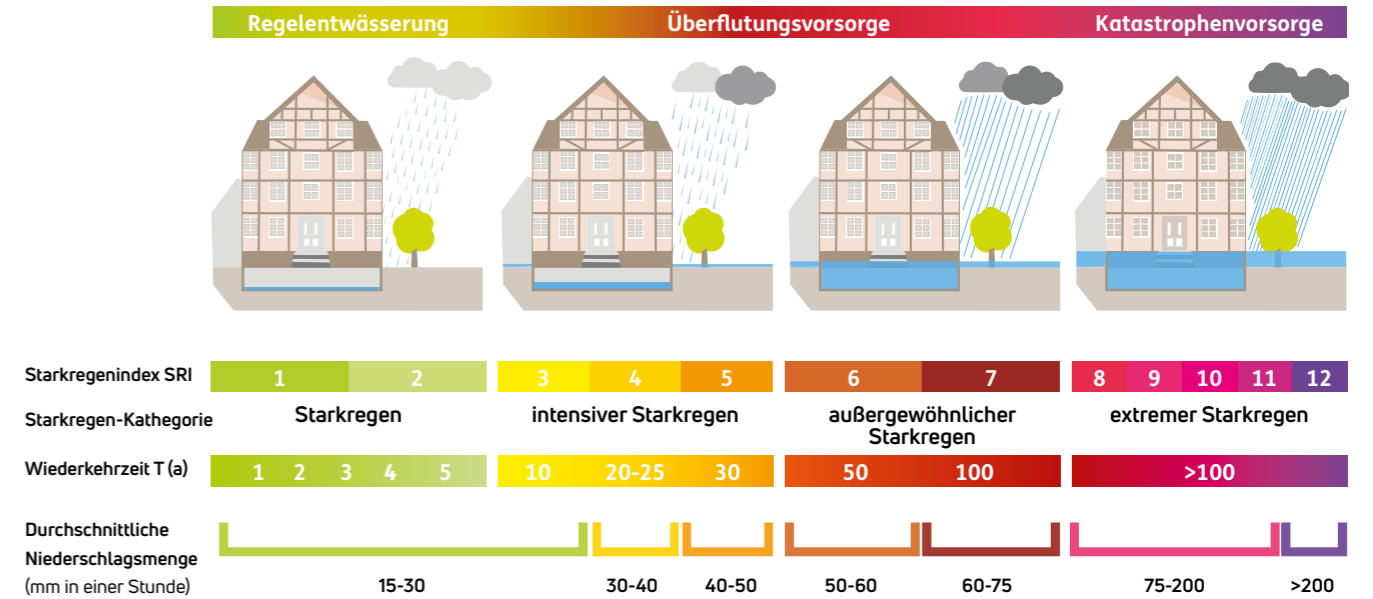 Regelentwässerung Überflutungsvorsorge Katastrophenvorsorge
Starkregenindex SRI 1 2 3 4 5 6 7 8 9 10 11 12
Starkregen-Kathegorie Starkregen intensiver Starkregen außergewöhnlicher extremer Starkregen
Starkregen
Wiederkehrzeit T (a) 1 2 3 4 5 10 20-25 30 50 100 >100
Durchschnittliche
Niederschlagsmenge
(mm in einer Stunde) 15-30 30-40 40-50 50-60 60-75 75-200 >200